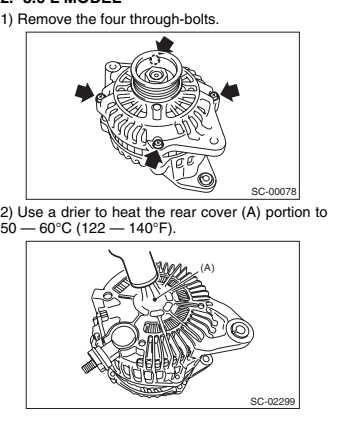 2. 3.0 L MODEL
1) Remove the four through-bolts.
SC-00078
2) Use a drier to heat the rear cover (A) portion to
50 — 60°C (122 — 140°F).
(A)
SC-02299